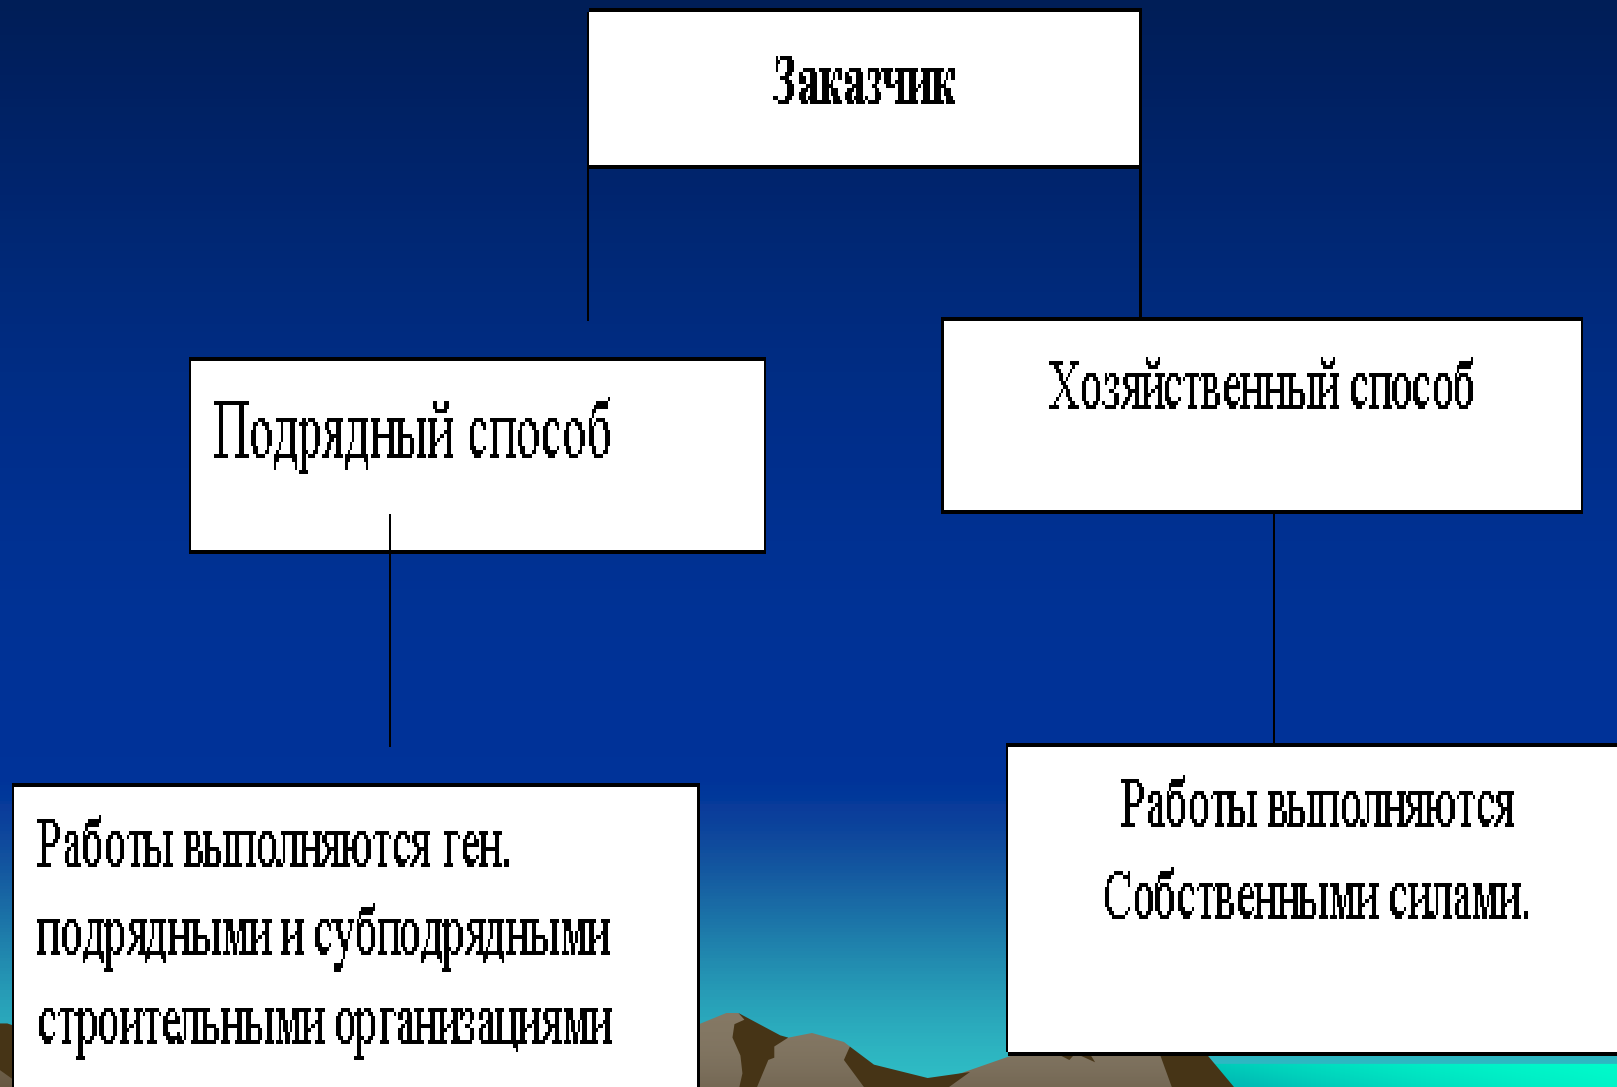 Заказчик
Подрядный способ
Хозяйственный способ
Работы выполняются ген.
подрядными и субподрядными
строительными организациями
Работы выполняются
Собственными силами.